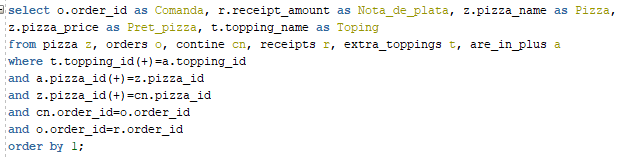 select o.order_id as Comanda, r.receipt_amount as Nota_de_plata, z.pizza_name as Pizza,
z.pizza_price as Pret_pizza, t.topping_name as Toping
from pizza z, orders o, contine cn, receipts r, extra_toppings t, are_in_plus a
where t.topping_id(+)=a.topping_id
and a.pizza_id(+)=z.pizza_id
and z.pizza_id(+)=cn.pizza_id
and cn.order_id=o.order_id
and o.order_id=r.order_id
order by 1;